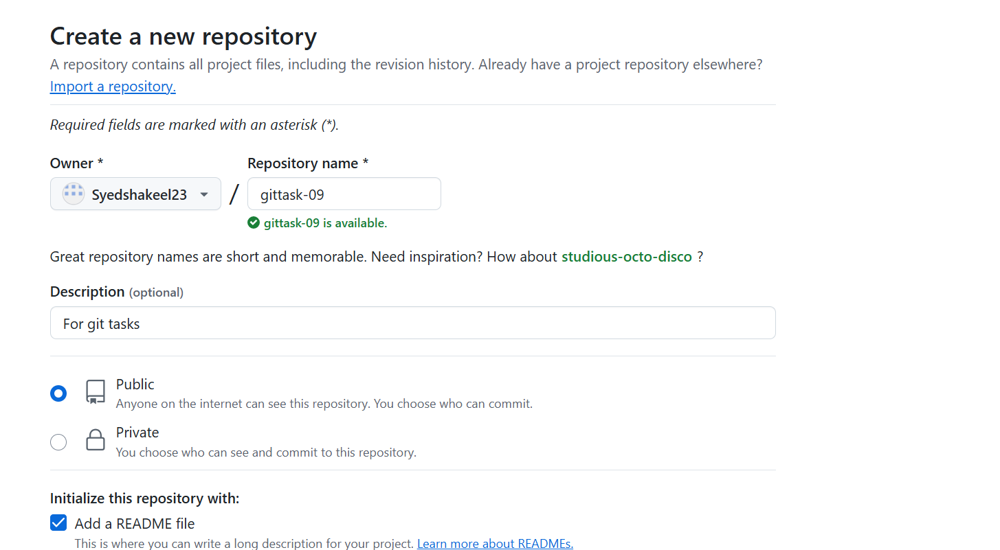 Create a new repository
A repository contains all project files, including the revision history. Already have a project repository elsewhere?
Import a repository.
Required fields are marked with an asterisk (*).
Owner *
Repository name *
Syedshakeel23
/
gittask-09
gittask-09 is available.
Great repository names are short and memorable. Need inspiration? How about studious-octo-disco ?
Description (optional)
For git tasks
Public
Anyone on the internet can see this repository. You choose who can commit.
Private
You choose who can see and commit to this repository.
Initialize this repository with:
Add a README file
This is where you can write a long description for your project. Learn more about READMEs.